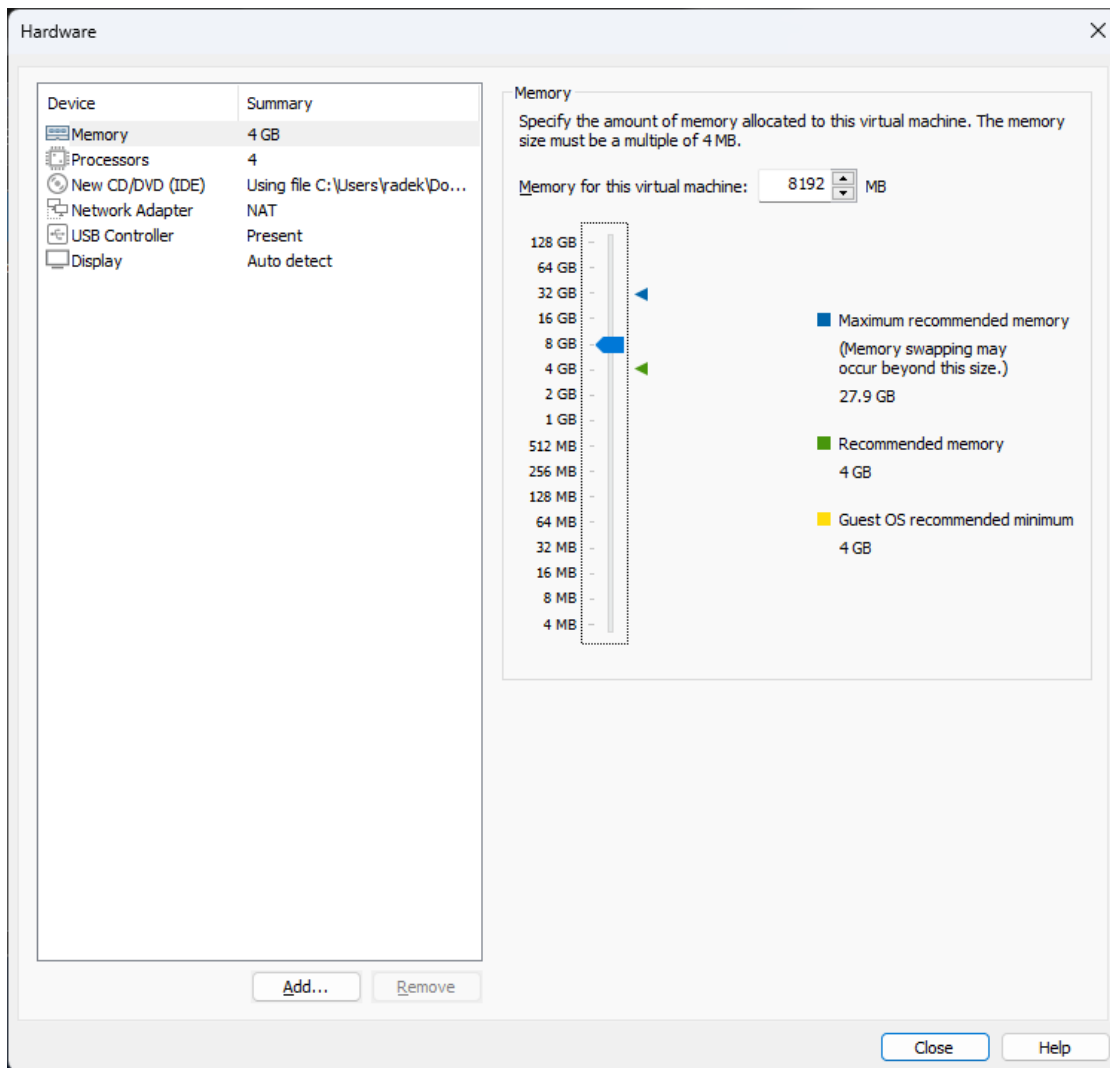 Hardware
Device Summary
Memory 4 GB
Processors 4
New CD/DVD (IDE) Using file C:\Users\radek\Do...
Network Adapter NAT
USB Controller Present
Display Auto detect
Add...
Remove
Memory
Specify the amount of memory allocated to this virtual machine. The memory
size must be a multiple of 4 MB.
Memory for this virtual machine: 8192 MB
128 GB
64 GB
32 GB
16 GB
8 GB
4 GB
2 GB
1 GB
512 MB
256 MB
128 MB
64 MB
32 MB
16 MB
8 MB
4 MB
Maximum recommended memory
(Memory swapping may
occur beyond this size.)
27.9 GB
Recommended memory
4 GB
Guest OS recommended minimum
4 GB
Close
Help